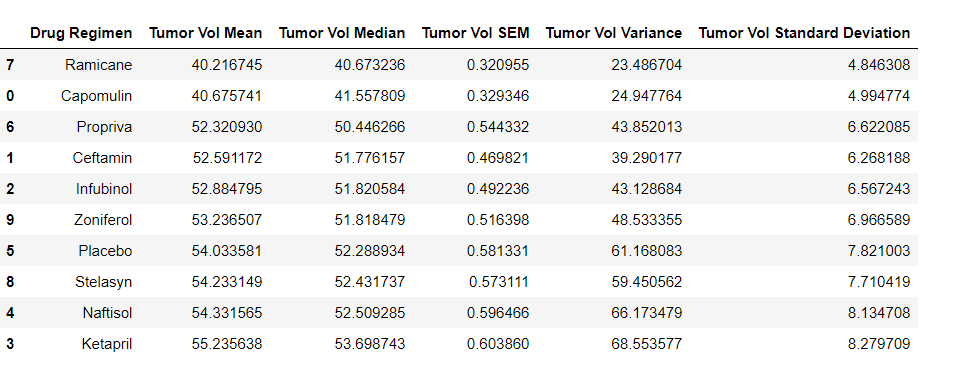 Drug Regimen Tumor Vol Mean Tumor Vol Median Tumor Vol SEM Tumor Vol Variance Tumor Vol Standard Deviation
7 Ramicane 40.216745 40.673236 0.320955 23.486704 4.846308
0 Capomulin 40.675741 41.557809 0.329346 24.947764 4.994774
6 Propriva 52.320930 50.446266 0.544332 43.852013 6.622085
1 Ceftamin 52.591172 51.776157 0.469821 39.290177 6.268188
2 Infubinol 52.884795 51.820584 0.492236 43.128684 6.567243
9 Zoniferol 53.236507 51.818479 0.516398 48.533355 6.966589
5 Placebo 54.033581 52.288934 0.581331 61.168083 7.821003
8 Stelasyn 54.233149 52.431737 0.573111 59.450562 7.710419
4 Naftisol 54.331565 52.509285 0.596466 66.173479 8.134708
3 Ketapril 55.235638 53.698743 0.603860 68.553577 8.279709